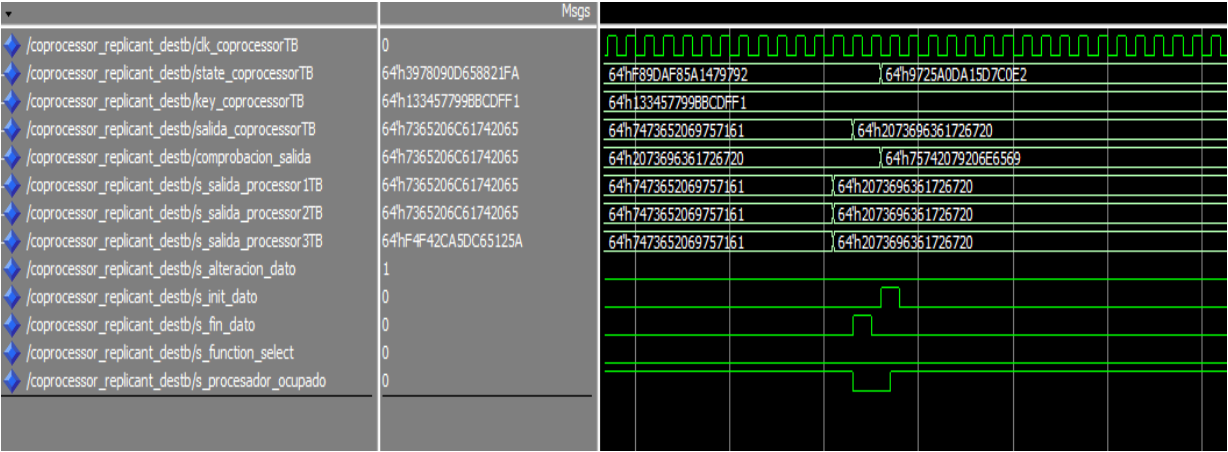 Msgs
/coprocessor_replicant_destb/clk_coprocessorTB 0
/coprocessor_replicant_destb/state_coprocessorTB 64'h3978090D658821FA 64'hF89DAF85A1479792 64'h9725A0DA15D7C0E2
/coprocessor_replicant_destb/key_coprocessorTB 64'h133457799BBCDFF1 64'h133457799BBCDFF1
/coprocessor_replicant_destb/salida_coprocessorTB 64'h7365206C61742065 64'h7473652069757161 64'h2073696361726720
/coprocessor_replicant_destb/comprobacion_salida 64'h7365206C61742065 64'h2073696361726720 64'h75742079206E6569
/coprocessor_replicant_destb/s_salida_processor1TB 64'h7365206C61742065 64'h7473652069757161 64'h2073696361726720
/coprocessor_replicant_destb/s_salida_processor2TB 64'h7365206C61742065 64'h7473652069757161 64'h2073696361726720
/coprocessor_replicant_destb/s_salida_processor3TB 64'hF4F42CA5DC65125A 64'h7473652069757161 64'h2073696361726720
/coprocessor_replicant_destb/s_alteracion_dato 1
/coprocessor_replicant_destb/s_init_dato 0
/coprocessor_replicant_destb/s_fin_dato 0
/coprocessor_replicant_destb/s_function_select 0
/coprocessor_replicant_destb/s_procesador_ocupado 0